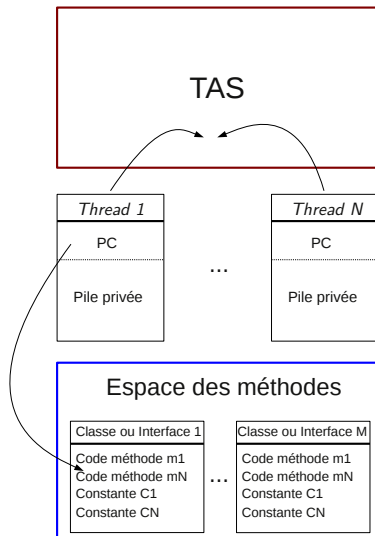 TAS
Thread 1
PC
Pile privée
...
Thread N
PC
Pile privée
Espace des méthodes
Classe ou Interface 1
Code méthode m1
Code méthode mN
Constante C1
Constante CN
...
Classe ou Interface M
Code méthode m1
Code méthode mN
Constante C1
Constante CN